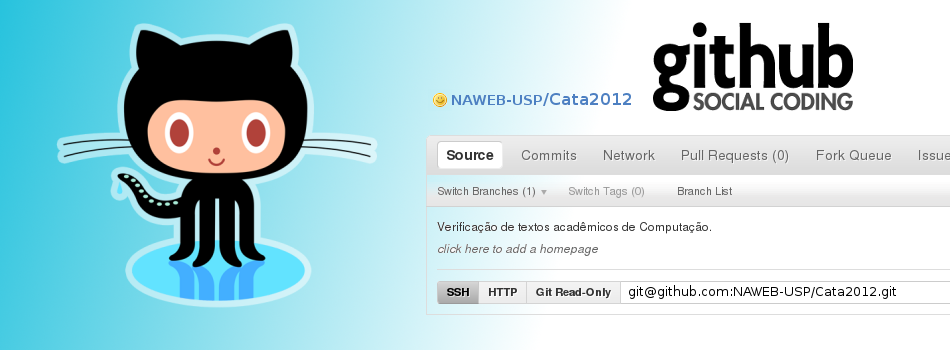 github
SOCIAL CODING
NAWEB-USP/Cata2012
Source Commits Network Pull Requests (0) Fork Queue Issue
Switch Branches (1) Switch Tags (0) Branch List
Verificação de textos acadêmicos de Computação.
click here to add a homepage
SSH HTTP Git Read-Only git@github.com:NAWEB-USP/Cata2012.git